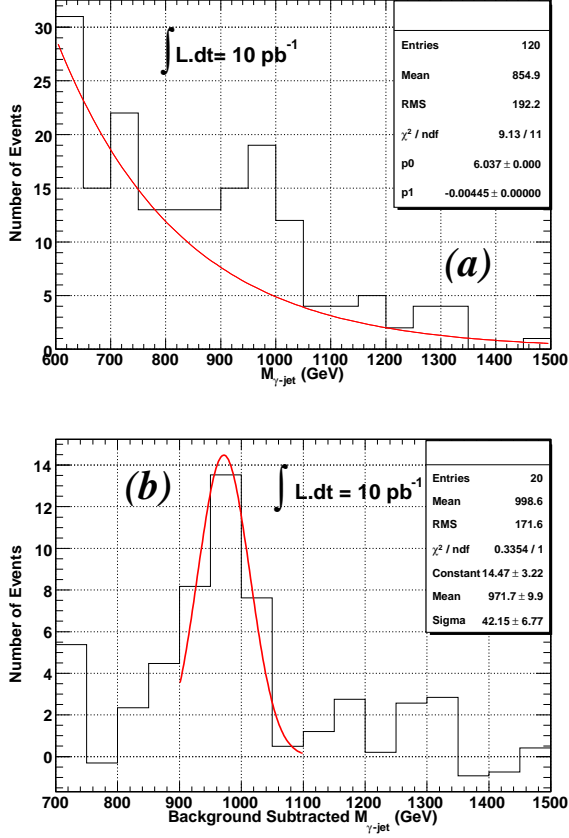 30
25
20
15
10
5
0
Number of Events
∫ L.dt= 10 pb⁻¹
Entries 120
Mean 854.9
RMS 192.2
χ² / ndf 9.13 / 11
p0 6.037 ± 0.000
p1 -0.00445 ± 0.00000
(a)
600 700 800 900 1000 1100 1200 1300 1400 1500
M γ-jet (GeV)
14
12
10
8
6
4
2
0
Number of Events
(b)
∫ L.dt = 10 pb⁻¹
Entries 20
Mean 998.6
RMS 171.6
χ² / ndf 0.3354 / 1
Constant 14.47 ± 3.22
Mean 971.7 ± 9.9
Sigma 42.15 ± 6.77
700 800 900 1000 1100 1200 1300 1400 1500
Background Subtracted M γ-jet (GeV)